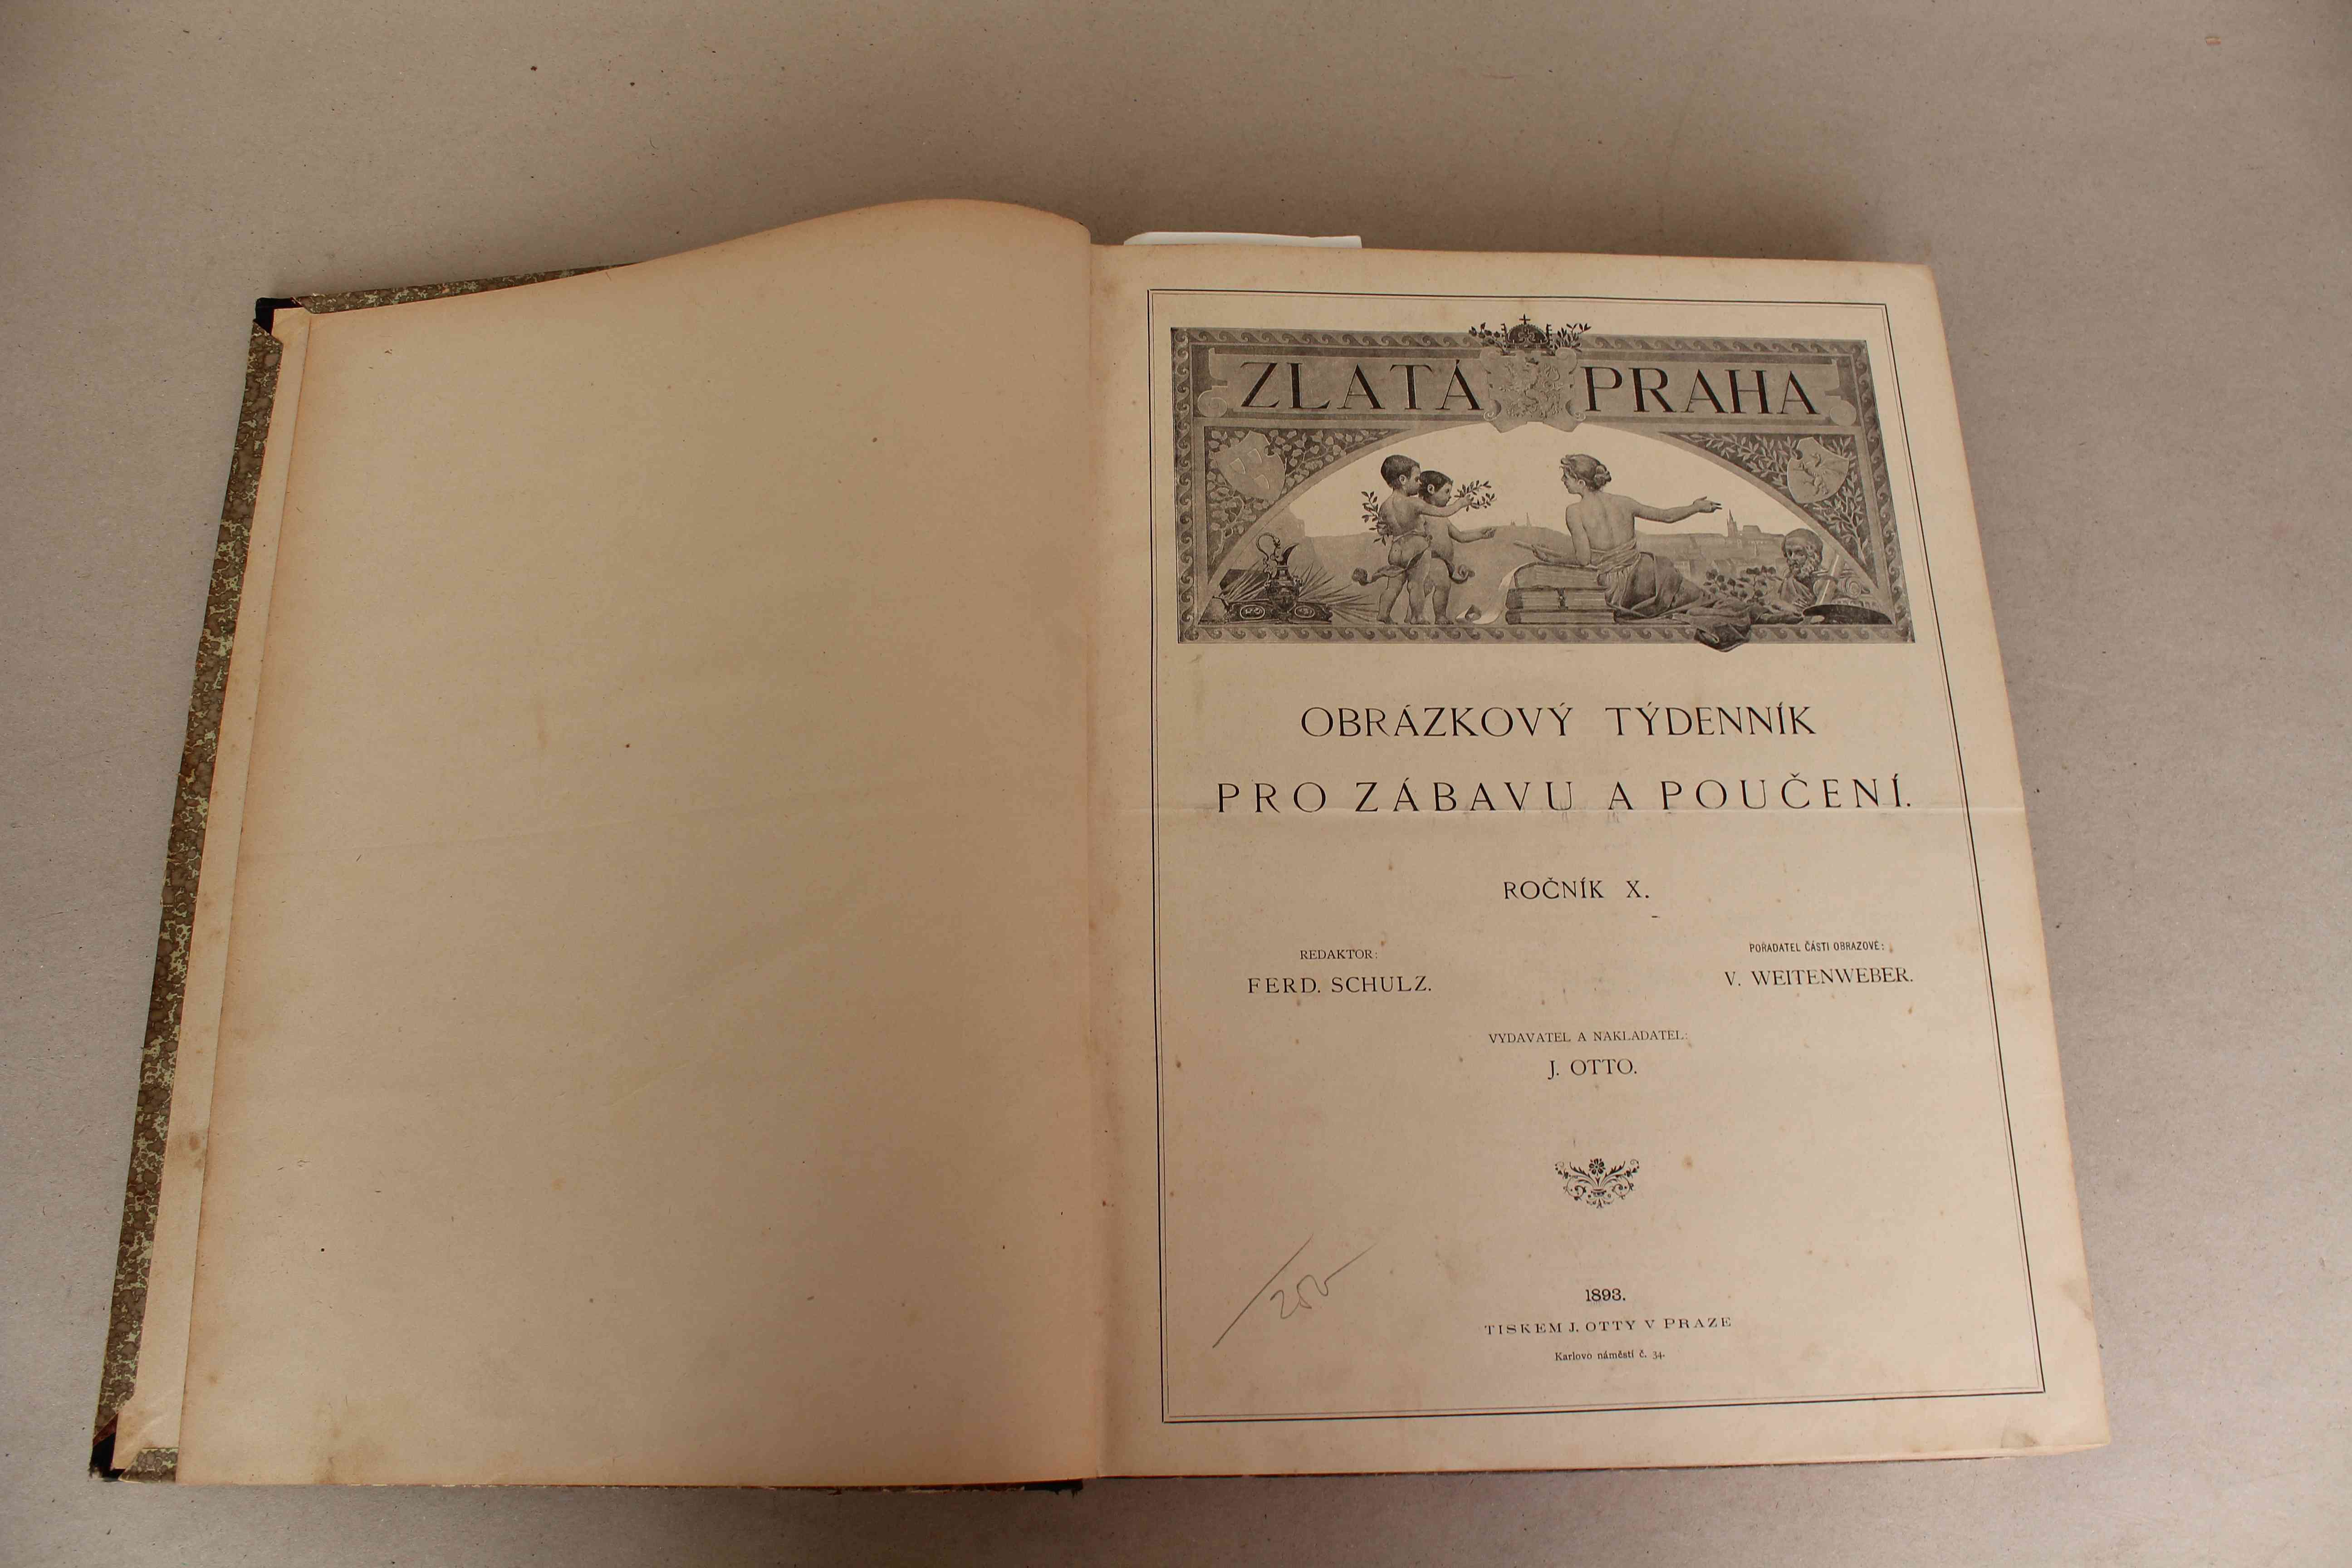 ZLATÁ PRAHA
OBRÁZKOVÝ TÝDENNÍK
PRO ZÁBAVU A POUČENÍ.
ROČNÍK X.
REDAKTOR:
FERD. SCHULZ.
POŘADATEL ČÁSTI OBRAZOVÉ:
V. WEITENWEBER.
VYDAVATEL A NAKLADATEL:
J. OTTO.
1893.
TISKEM J. OTTY V PRAZE
Karlovo náměstí č. 34.